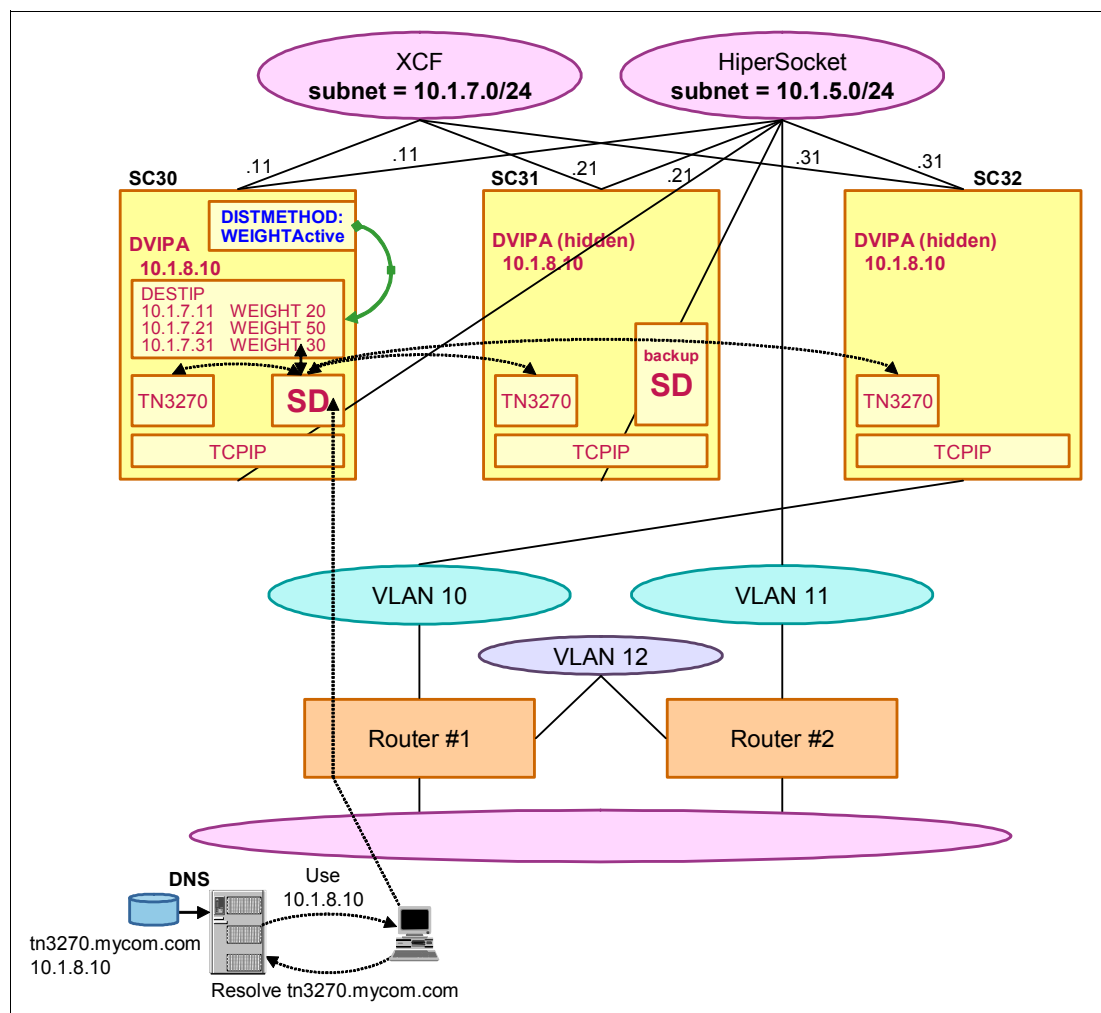 XCF
subnet = 10.1.7.0/24
HiperSocket
subnet = 10.1.5.0/24
.11
.11
.21
.21
.31
.31
SC30
SC31
SC32
DISTMETHOD:
WEIGHTActive
DVIPA
10.1.8.10
DESTIP
10.1.7.11 WEIGHT 20
10.1.7.21 WEIGHT 50
10.1.7.31 WEIGHT 30
TN3270
SD
TCPIP
DVIPA (hidden)
10.1.8.10
backup
SD
TN3270
TCPIP
DVIPA (hidden)
10.1.8.10
TN3270
TCPIP
VLAN 10
VLAN 11
VLAN 12
Router #1
Router #2
DNS
Use
10.1.8.10
tn3270.mycom.com
10.1.8.10
Resolve tn3270.mycom.com